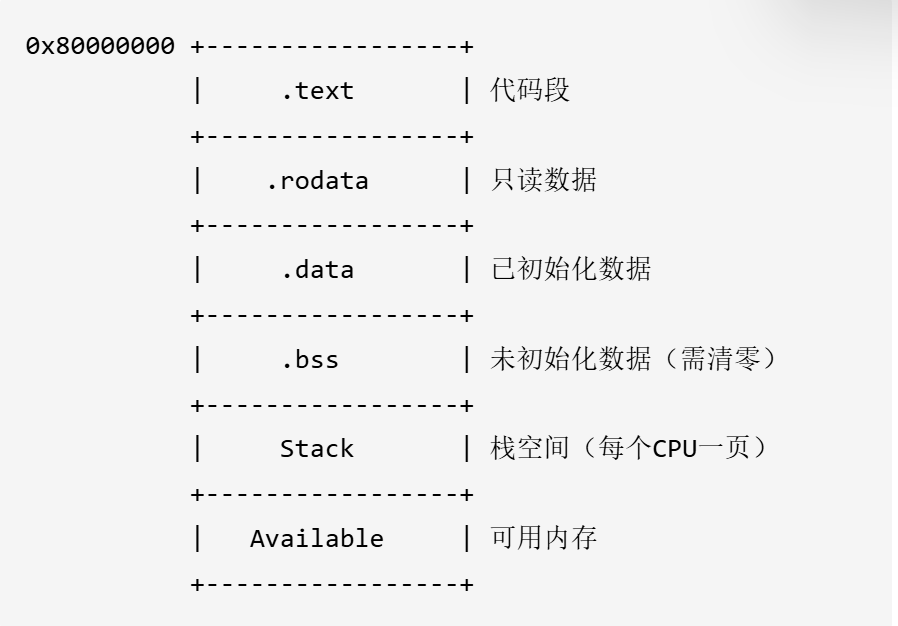 0x80000000 +-----------------+
           |     .text       | 代码段
           +-----------------+
           |    .rodata      | 只读数据
           +-----------------+
           |     .data       | 已初始化数据
           +-----------------+
           |     .bss        | 未初始化数据（需清零）
           +-----------------+
           |     Stack       | 栈空间（每个CPU一页）
           +-----------------+
           |   Available     | 可用内存
           +-----------------+